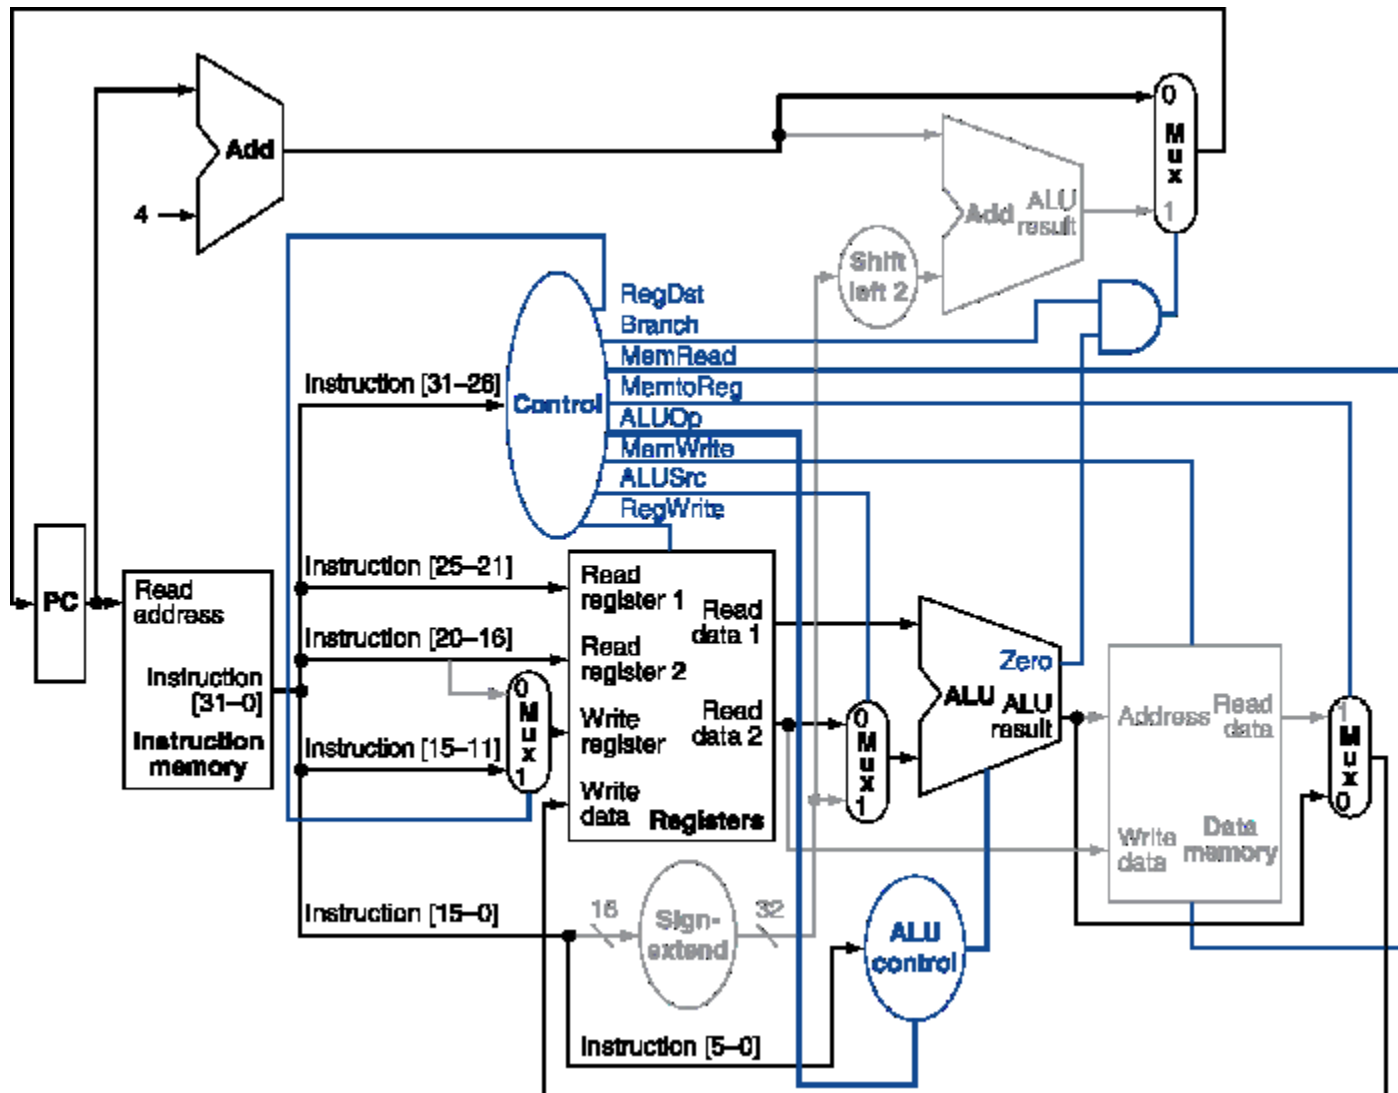 0
M
u
x
1
Add
4
Add ALU
result
Shift
left 2
RegDst
Branch
MemRead
MemtoReg
ALUOp
MemWrite
ALUSrc
RegWrite
Control
Instruction [31–26]
PC
Read
address
Instruction
[31–0]
Instruction
memory
Instruction [25–21]
Instruction [20–16]
Instruction [15–11]
0
M
u
x
1
Read
register 1
Read
register 2
Write
register
Write
data
Read
data 1
Read
data 2
Registers
0
M
u
x
1
Zero
ALU ALU
result
Address
Read
data
Write
data
Data
memory
1
M
u
x
0
Instruction [15–0]
16
Sign-
extend
32
ALU
control
Instruction [5–0]